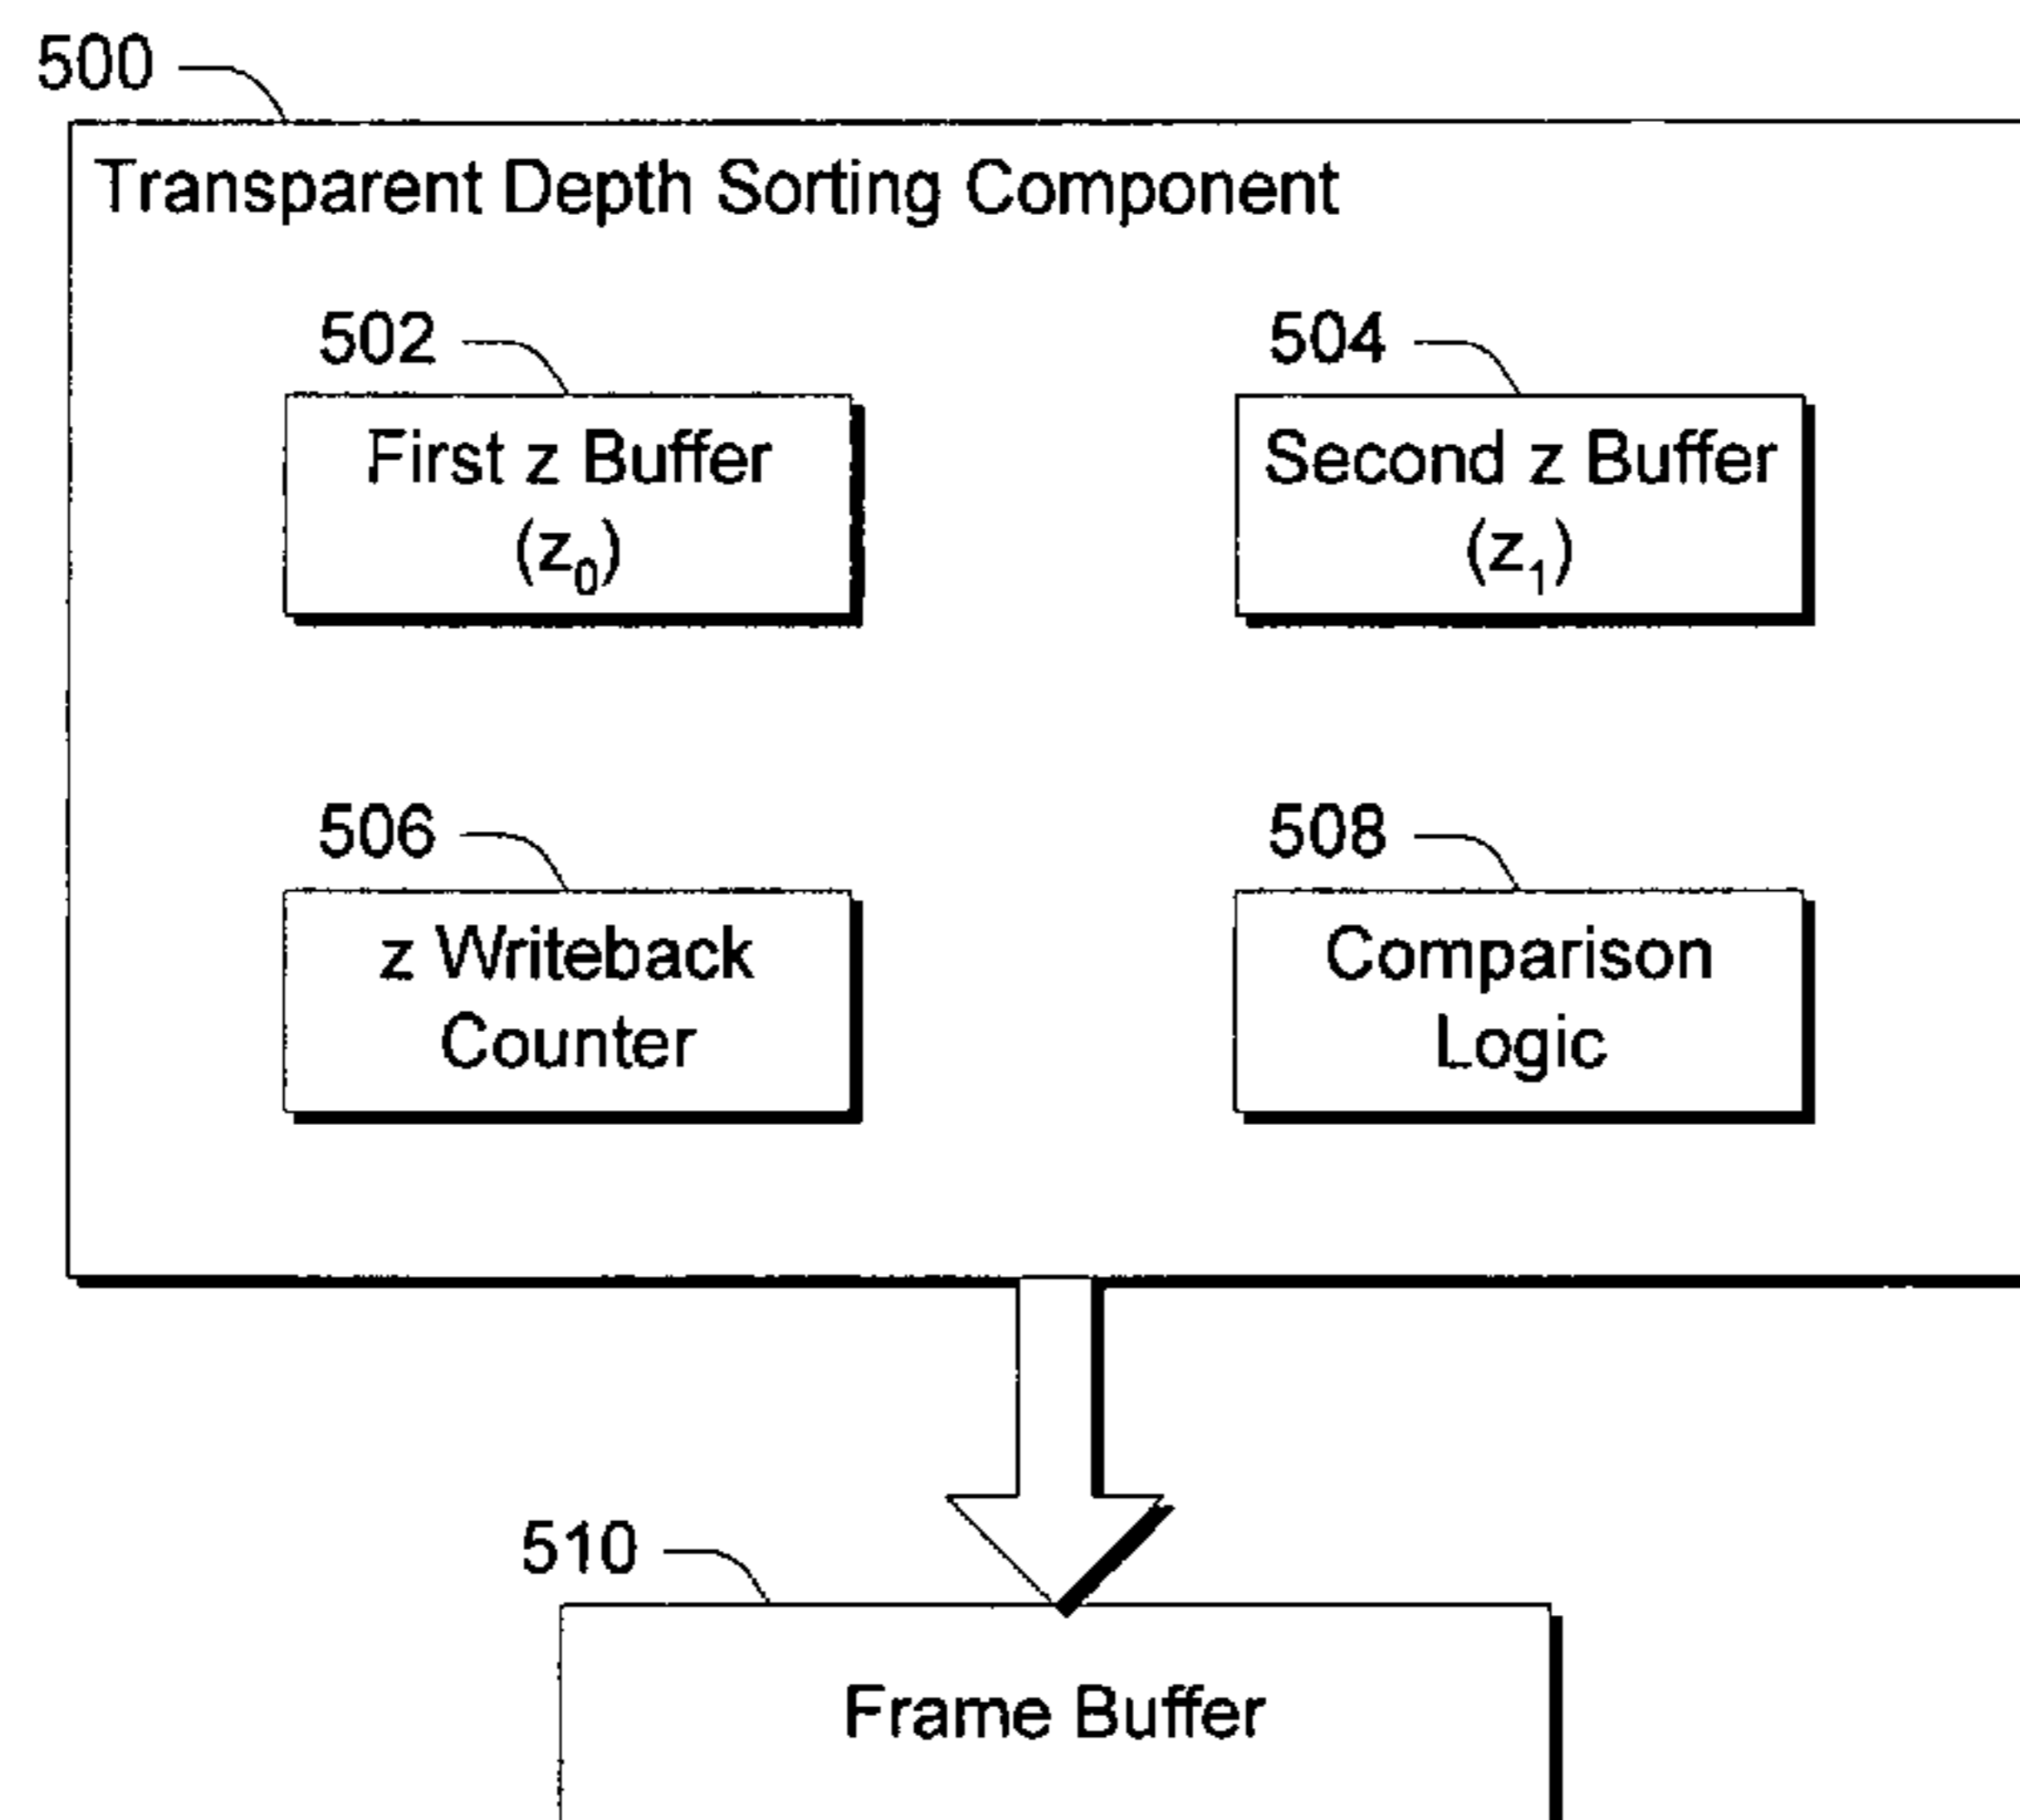 500
Transparent Depth Sorting Component
502
504
First z Buffer
(z₀)
Second z Buffer
(z₁)
506
508
z Writeback
Counter
Comparison
Logic
510
Frame Buffer